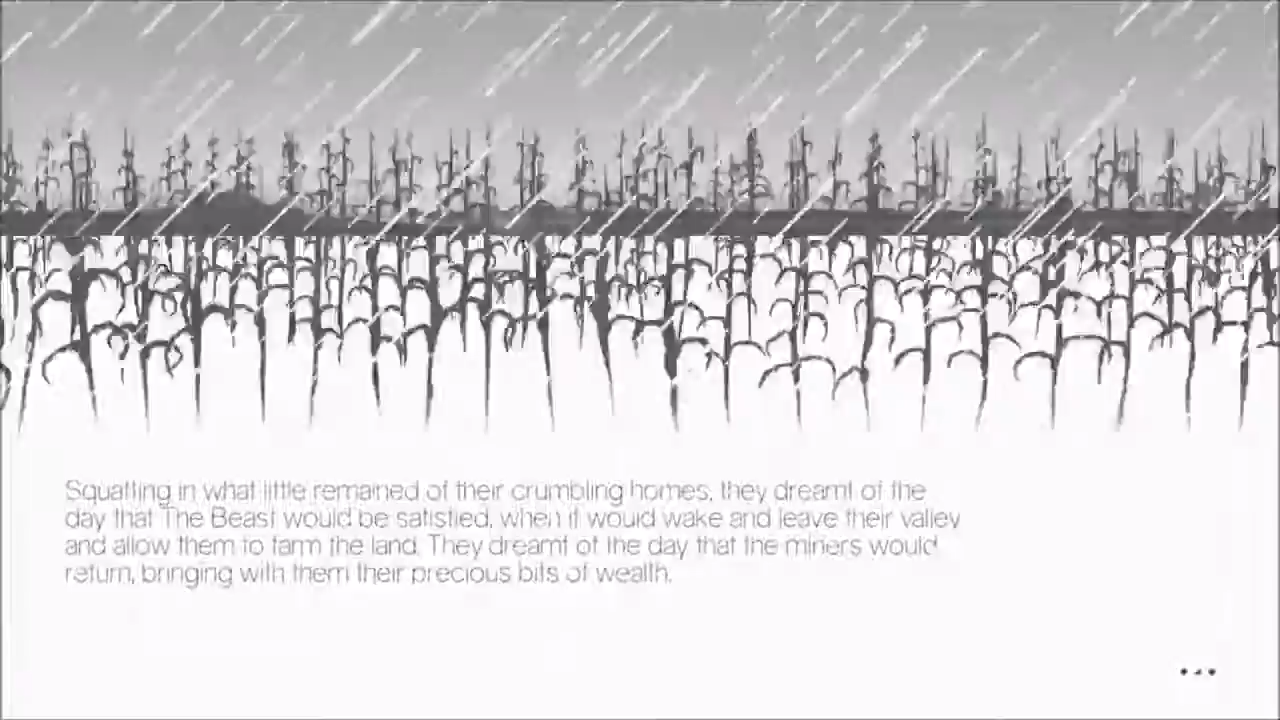 Squatting in what little remained of their crumbling homes, they dreamt of the
day that The Beast would be satisfied, when it would wake and leave their valley
and allow them to farm the land. They dreamt of the day that the miners would
return, bringing with them their precious bits of wealth.